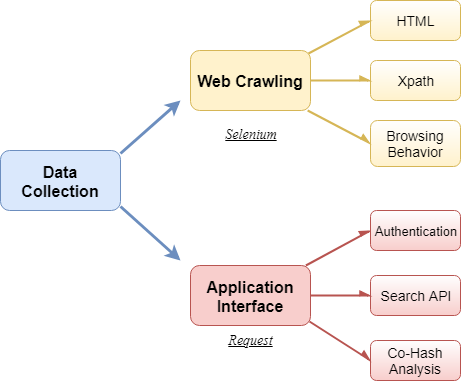 Data
Collection
Web Crawling
Selenium
HTML
Xpath
Browsing
Behavior
Application
Interface
Request
Authentication
Search API
Co-Hash
Analysis